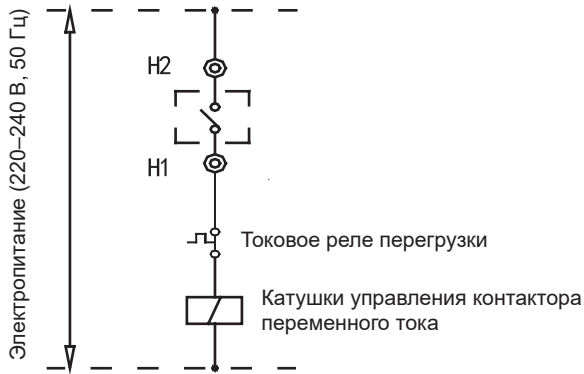 Электропитание (220–240 В, 50 Гц)
H2
H1
Токовое реле перегрузки
Катушки управления контактора
переменного тока